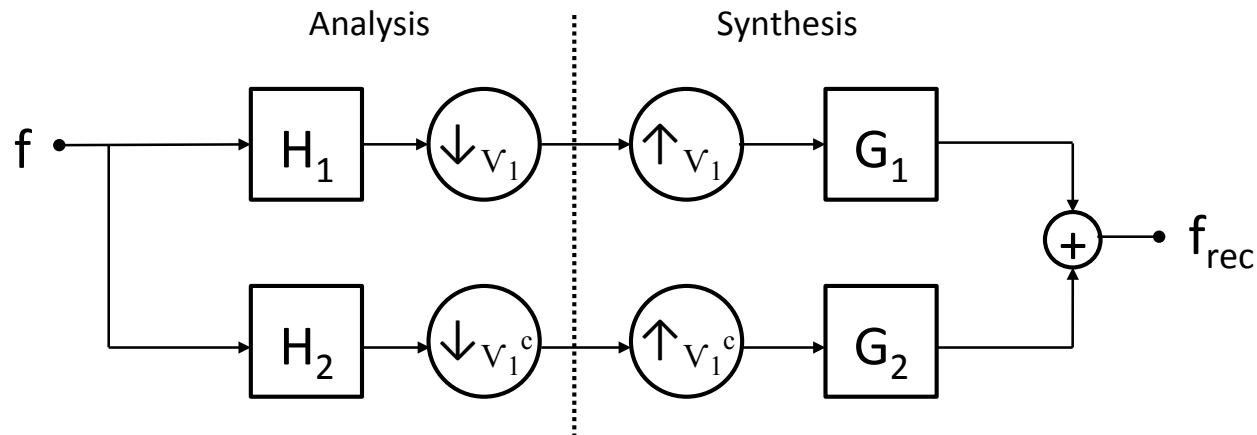 Analysis Synthesis
f H₁ ↓ V₁ ↑ V₁ G₁
+ f_rec
H₂ ↓ V₁ᶜ ↑ V₁ᶜ G₂